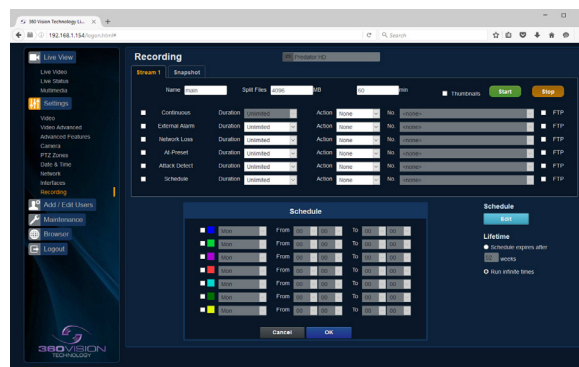 360 Vision Technology Li...
192.168.1.154/logon.html#
Search
Live View
Live Video
Live Status
Multimedia
Settings
Video
Video Advanced
Advanced Features
Camera
PTZ Zones
Date & Time
Network
Interfaces
Recording
Add / Edit Users
Maintenance
Browser
Logout
360VISION
TECHNOLOGY
Recording
Predator HD
Stream 1 Snapshot
Name main Split Files 4096 MB 60 min Thumbnails Start Stop
Continuous Duration Unlimited Action None No. <none> FTP
External Alarm Duration Unlimited Action None No. <none> FTP
Network Loss Duration Unlimited Action None No. <none> FTP
At-Preset Duration Unlimited Action None No. <none> FTP
Attack Detect Duration Unlimited Action None No. <none> FTP
Schedule Duration Unlimited Action None No. <none> FTP
Schedule
Mon From 00 00 To 00 00
Mon From 00 00 To 00 00
Mon From 00 00 To 00 00
Mon From 00 00 To 00 00
Mon From 00 00 To 00 00
Mon From 00 00 To 00 00
Mon From 00 00 To 00 00
Cancel OK
Schedule
Edit
Lifetime
Schedule expires after
52 weeks
Run infinite times